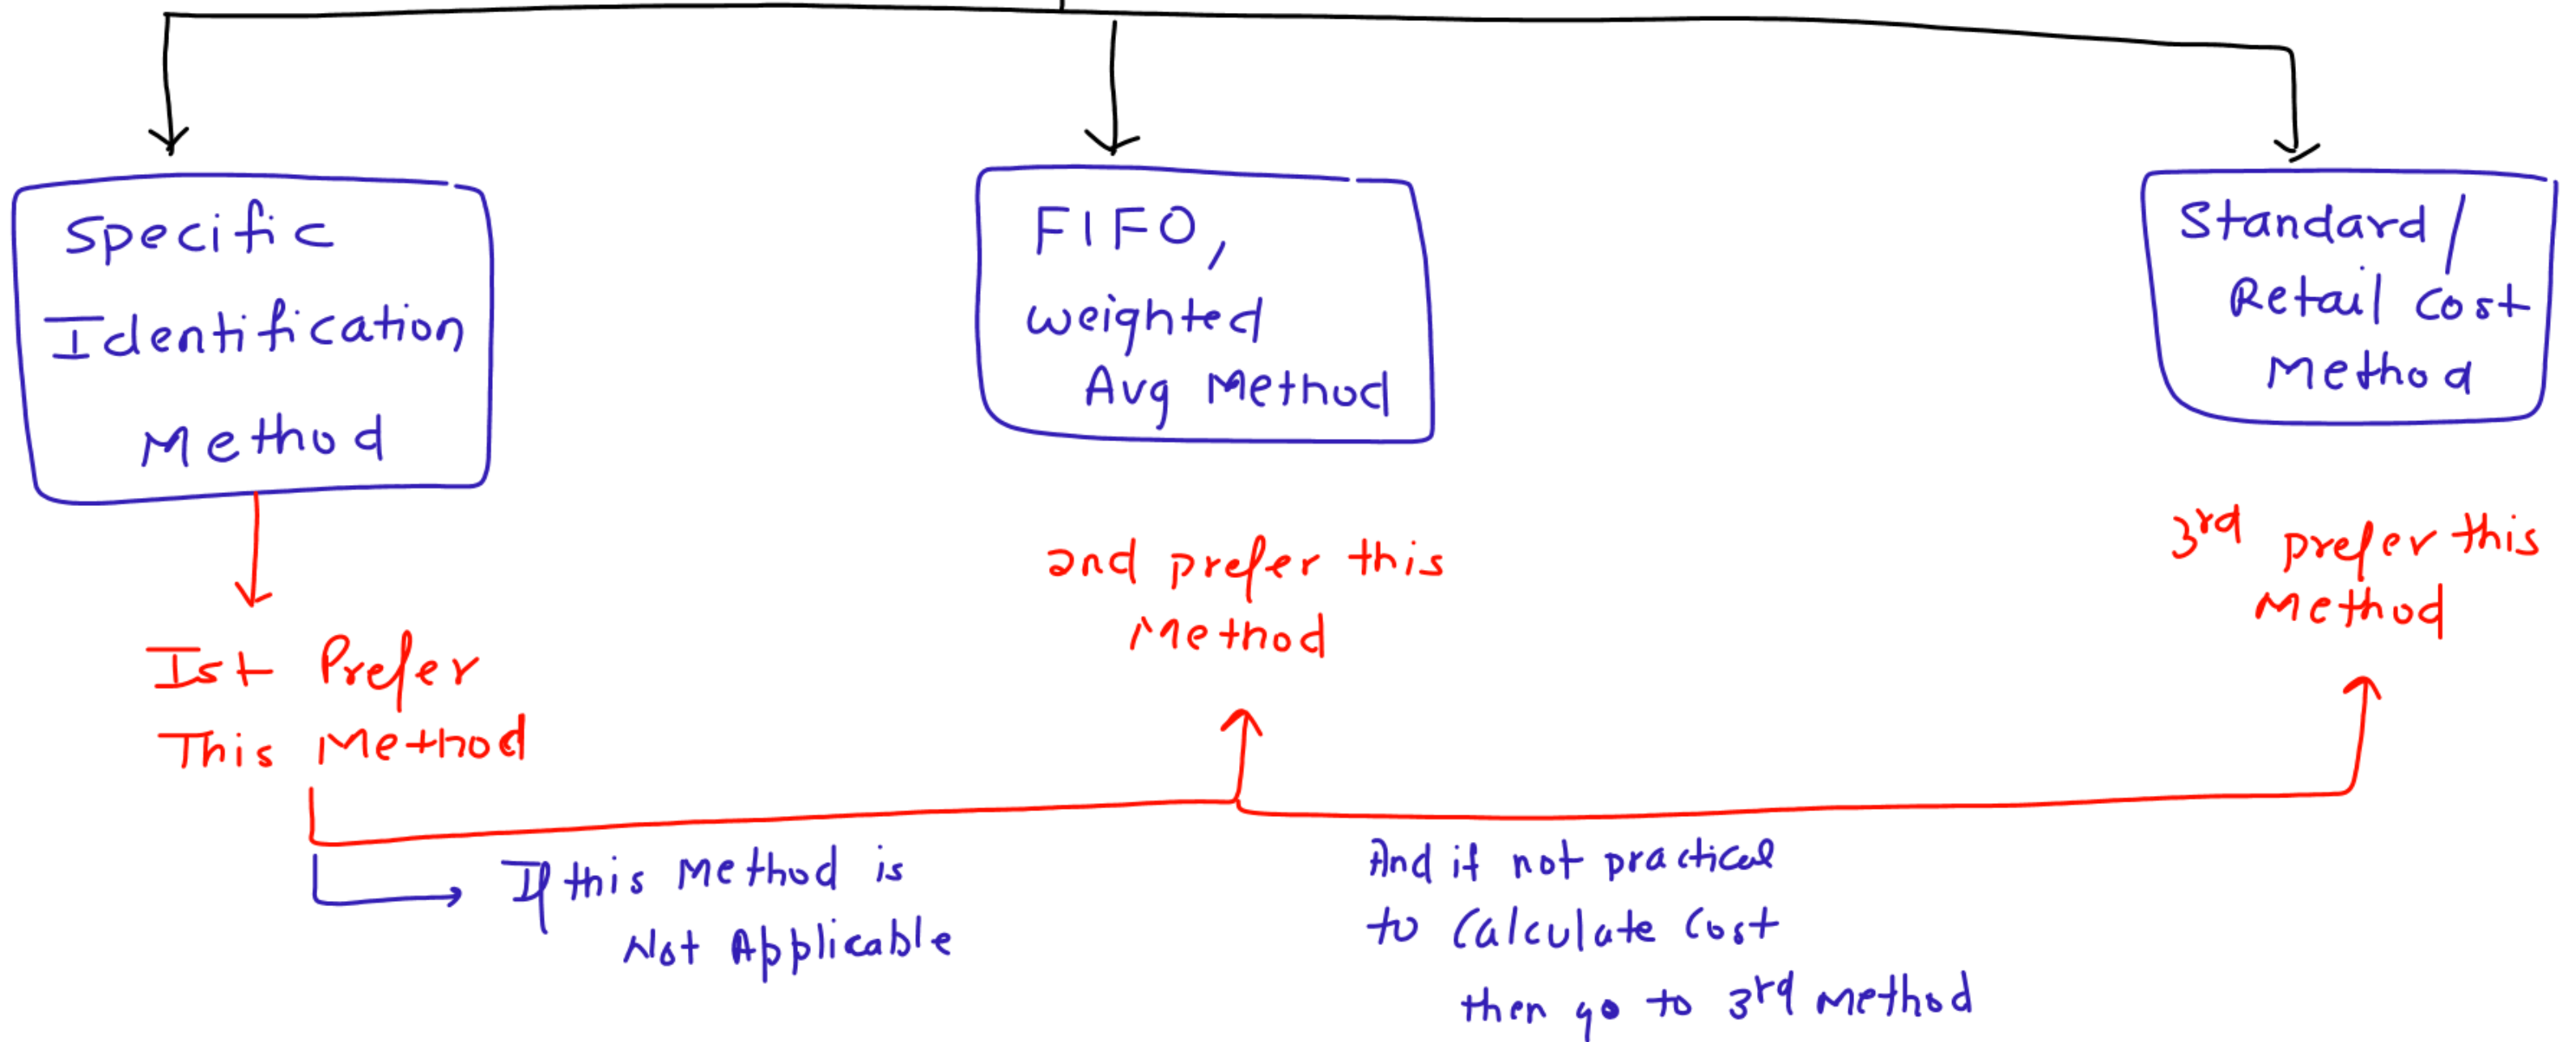 Specific
Identification
Method
FIFO,
weighted
Avg Method
Standard/
Retail Cost
Method
Ist Prefer
This Method
2nd prefer this
Method
3rd prefer this
Method
If this Method is
Not Applicable
And if not practical
to Calculate Cost
then go to 3rd Method